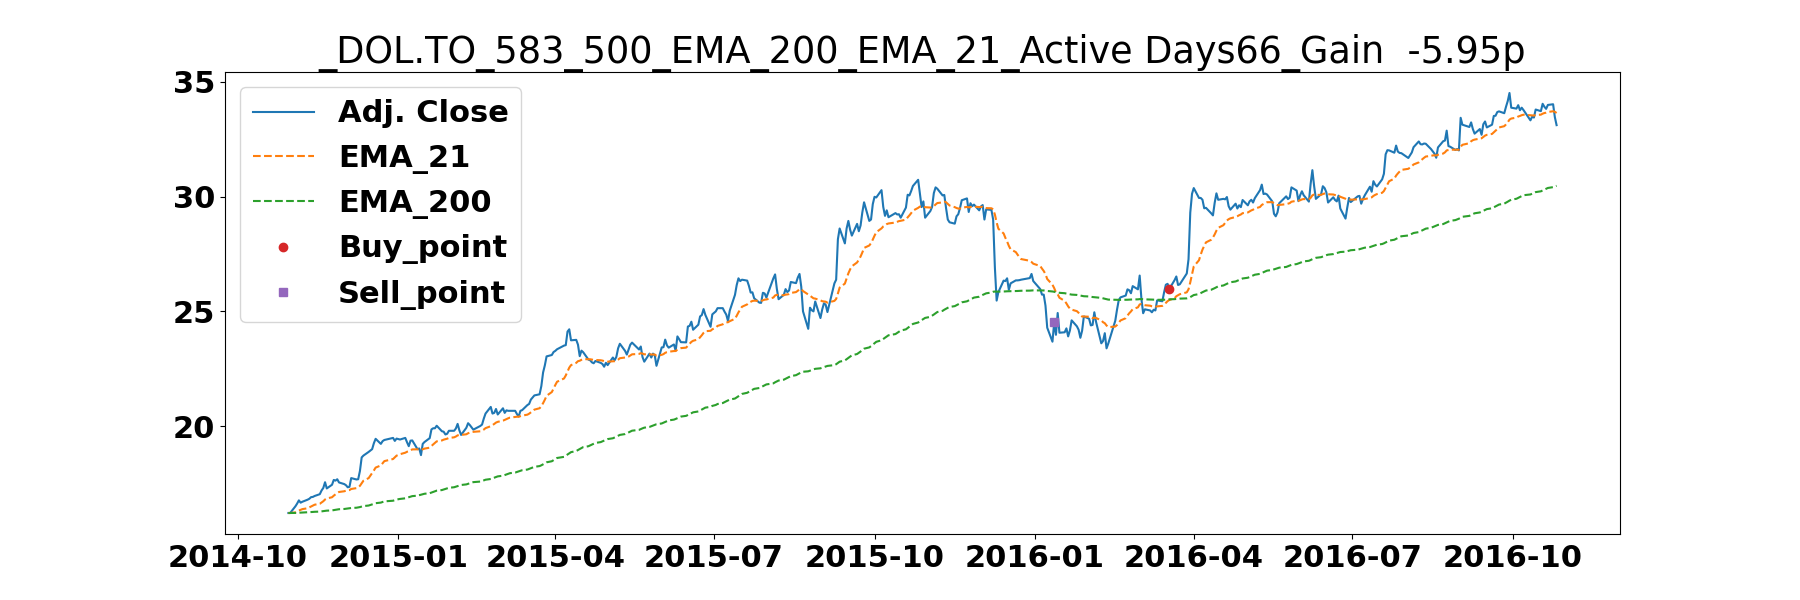 _DOL.TO_583_500_EMA_200_EMA_21_Active Days66_Gain  -5.95p
35
30
25
20
Adj. Close
EMA_21
EMA_200
Buy_point
Sell_point
2014-10 2015-01 2015-04 2015-07 2015-10 2016-01 2016-04 2016-07 2016-10